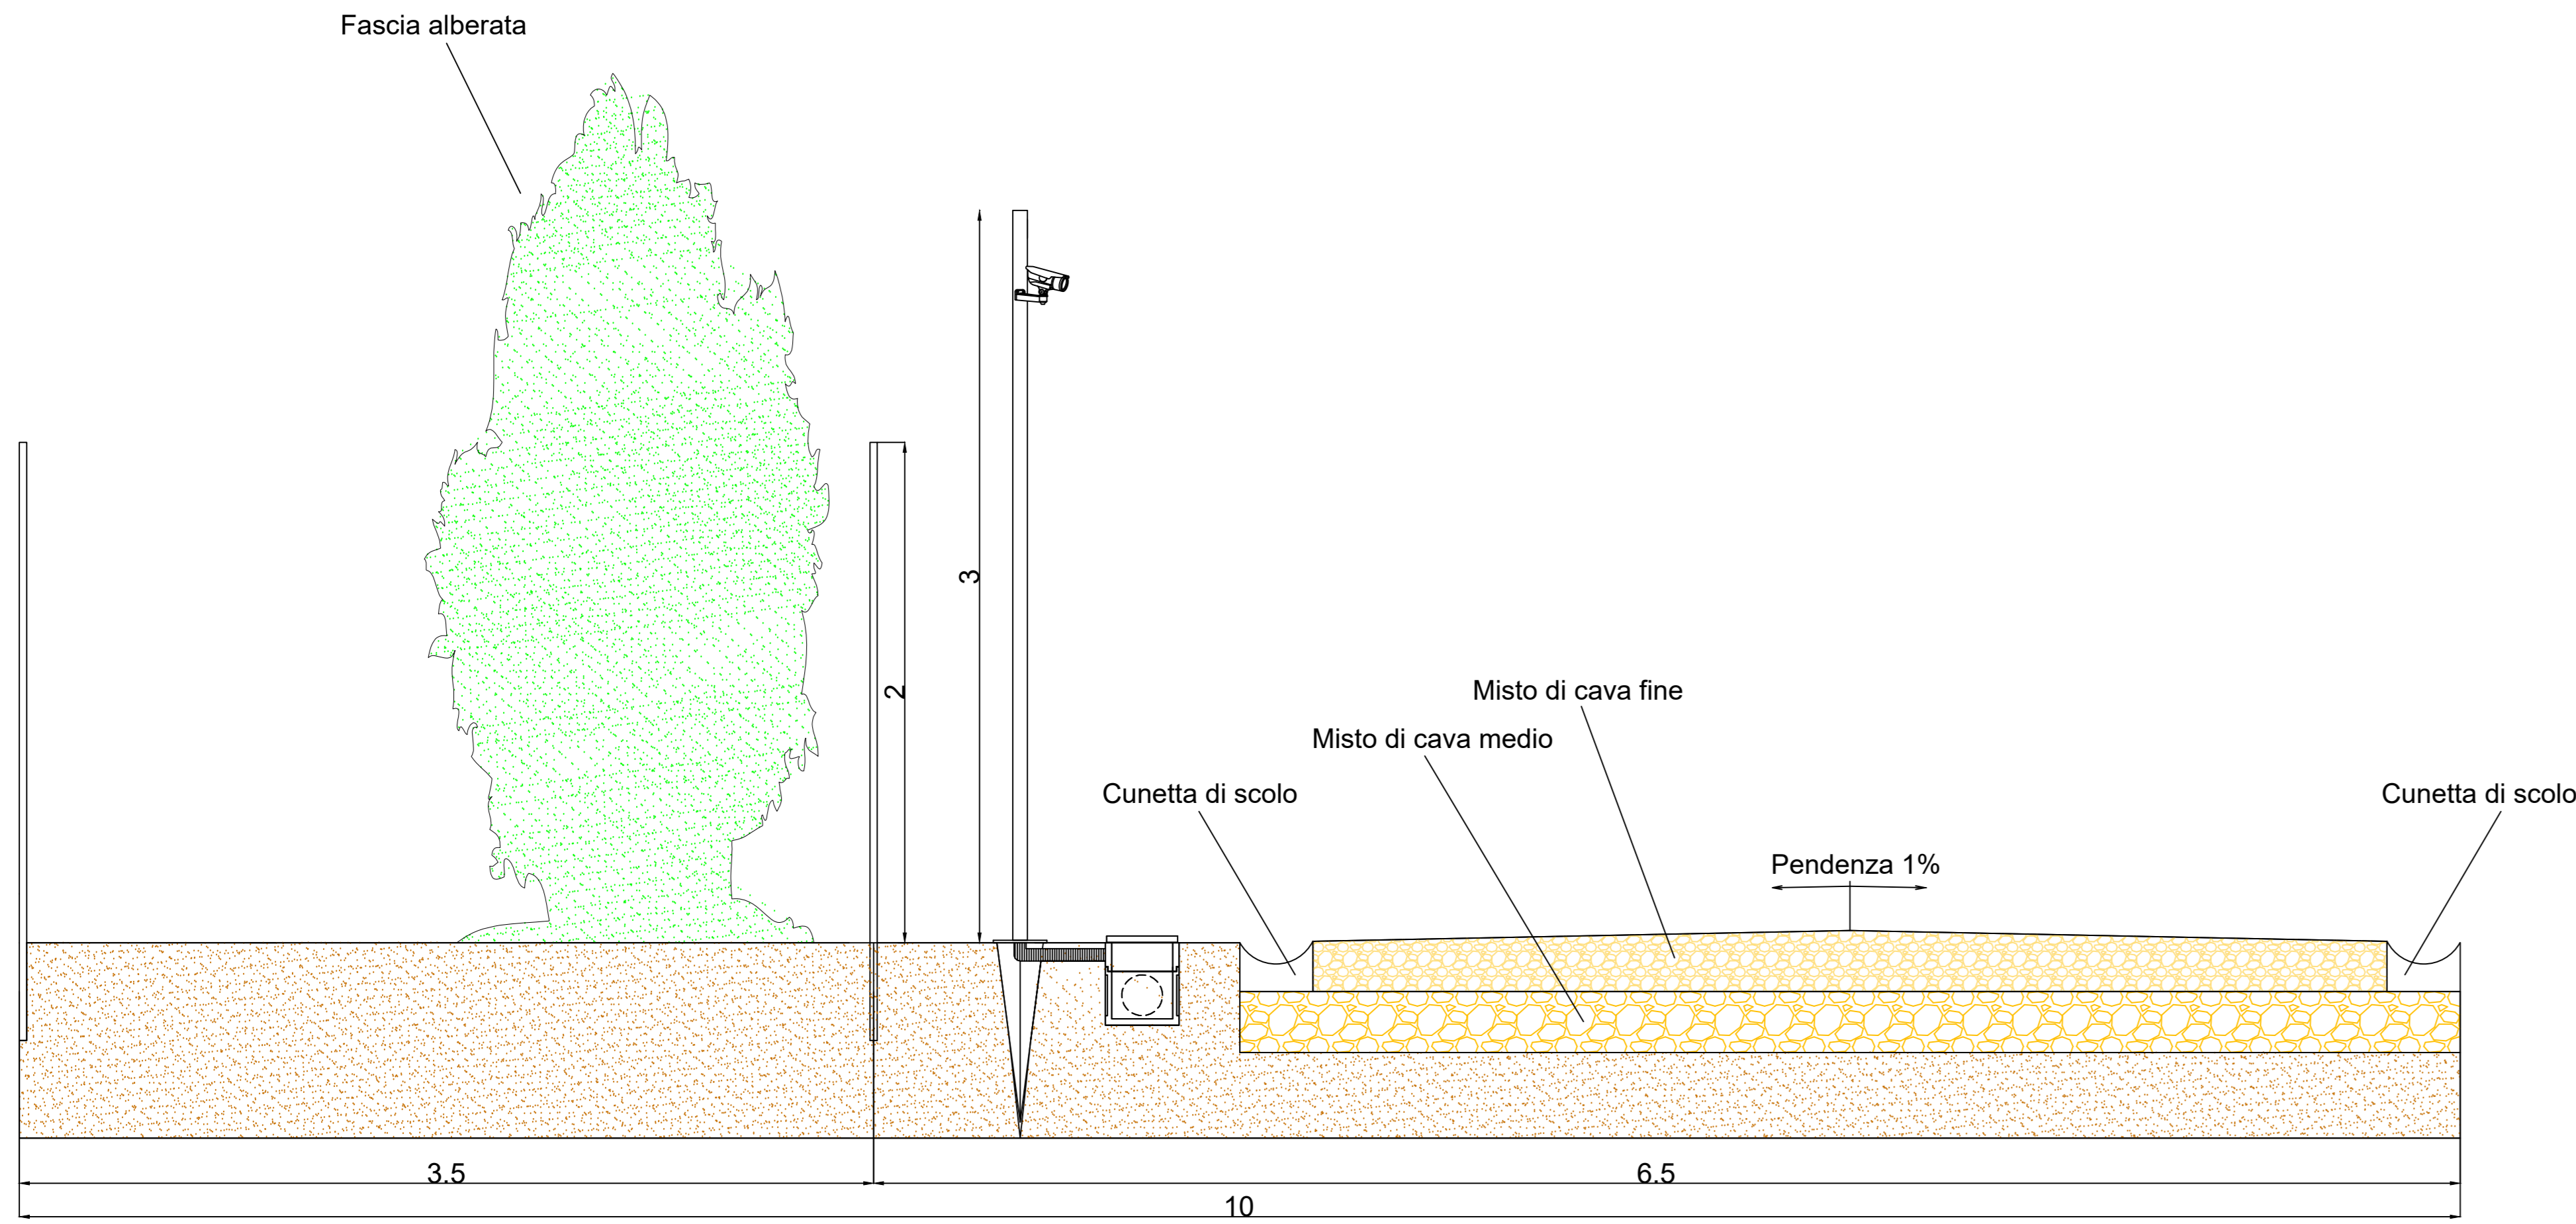 Fascia alberata
3
2
Misto di cava fine
Misto di cava medio
Cunetta di scolo
Cunetta di scolo
Pendenza 1%
3.5
6.5
10